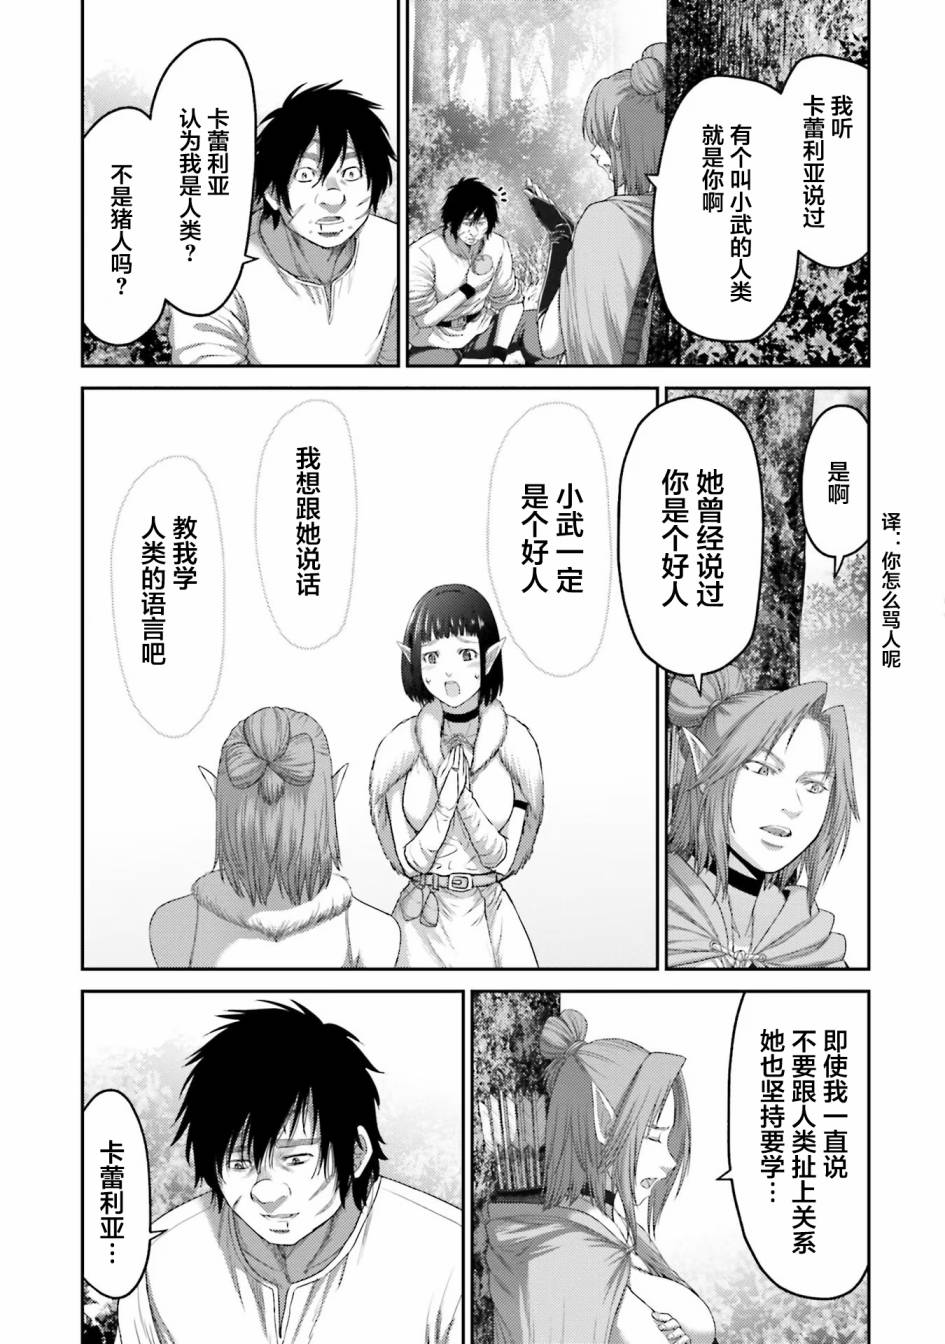 我听
卡蕾利亚说过
有个叫小武的人类
就是你啊
卡蕾利亚
认为我是人类？
不是猪人吗？
译：你怎么骂人呢
是啊
她曾经说过
你是个好人
小武一定
是个好人
我想跟她说话
教我学
人类的语言吧
即使我一直说
不要跟人类扯上关系
她也坚持要学…
卡蕾利亚…